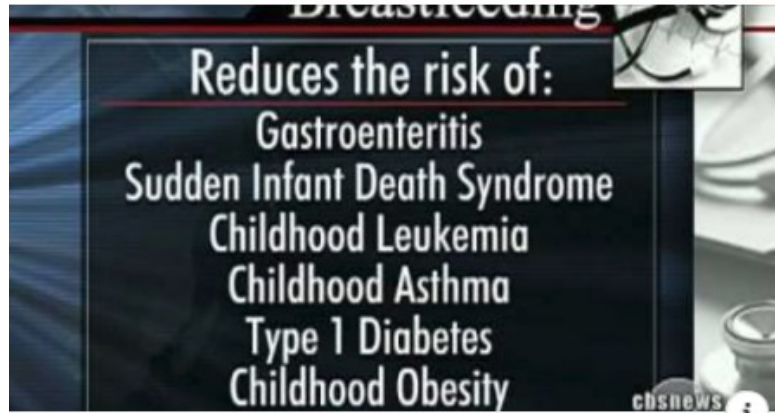 Breastfeeding
Reduces the risk of:
Gastroenteritis
Sudden Infant Death Syndrome
Childhood Leukemia
Childhood Asthma
Type 1 Diabetes
Childhood Obesity
cbsnews
i